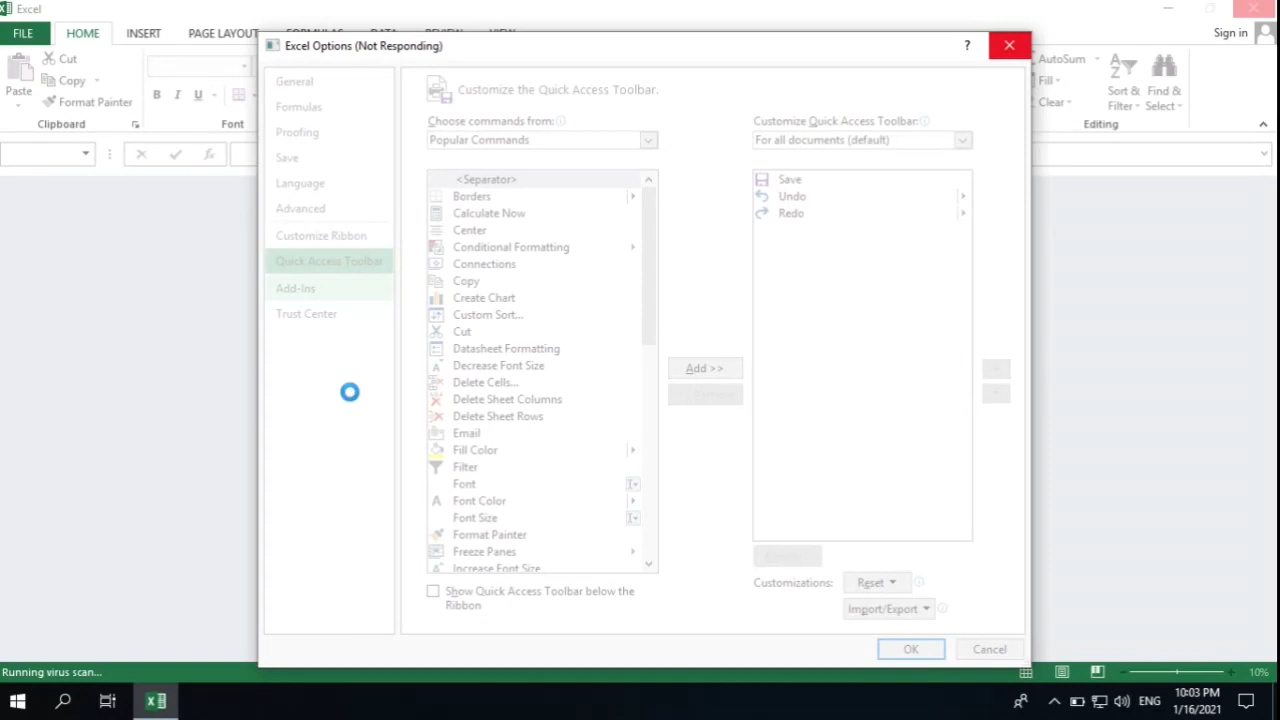 Excel
FILE
HOME
INSERT
PAGE LAYOUT
Sign in
Excel Options (Not Responding)
?
Paste
Cut
Copy
Format Painter
B I U
Clipboard
Font
AutoSum
Fill
Clear
Sort &
Filter
Find &
Select
Editing
fx
General
Formulas
Proofing
Save
Language
Advanced
Customize Ribbon
Quick Access Toolbar
Add-Ins
Trust Center
Customize the Quick Access Toolbar.
Choose commands from:
Popular Commands
<Separator>
Borders
Calculate Now
Center
Conditional Formatting
Connections
Copy
Create Chart
Custom Sort...
Cut
Datasheet Formatting
Decrease Font Size
Delete Cells...
Delete Sheet Columns
Delete Sheet Rows
Email
Fill Color
Filter
Font
Font Color
Font Size
Format Painter
Freeze Panes
Increase Font Size
Show Quick Access Toolbar below the
Ribbon
Add >>
Customize Quick Access Toolbar:
For all documents (default)
Save
Undo
Redo
Customizations:
Reset
Import/Export
OK
Cancel
Running virus scan...
10%
ENG
10:03 PM
1/16/2021